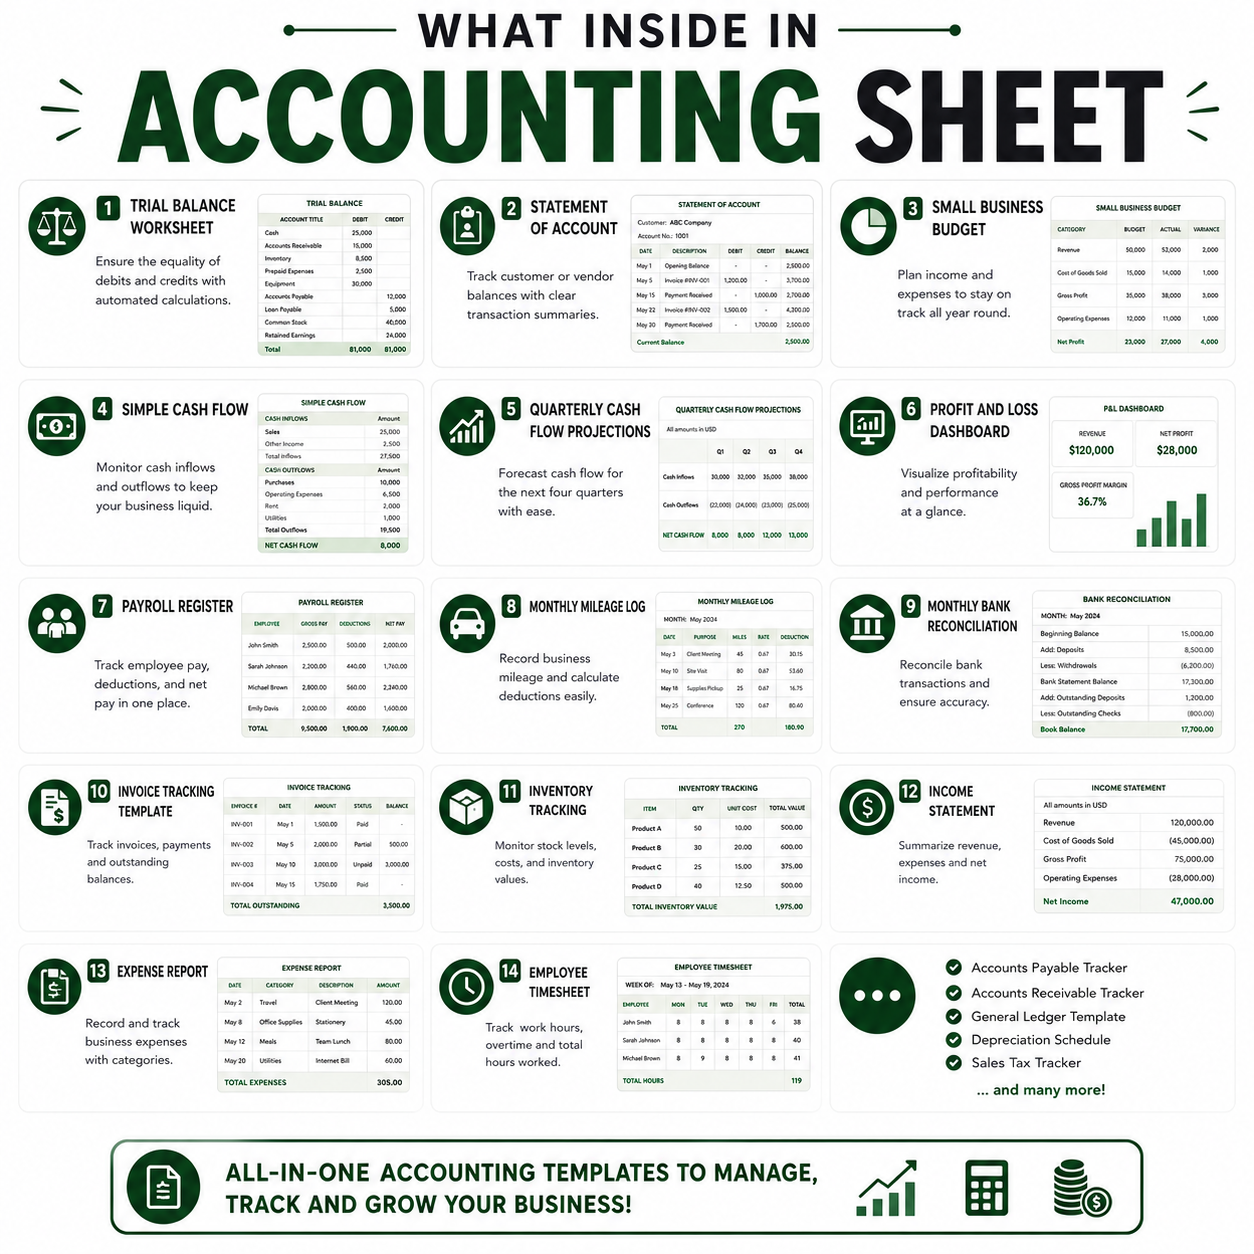 WHAT INSIDE IN
ACCOUNTING SHEET
1 TRIAL BALANCE
WORKSHEET
Ensure the equality of
debits and credits with
automated calculations.
TRIAL BALANCE
ACCOUNT TITLE DEBIT CREDIT
Cash 25,000
Accounts Receivable 15,000
Inventory 8,500
Prepaid Expenses 2,500
Equipment 30,000
Accounts Payable 12,000
Loan Payable 5,000
Common Stock 40,000
Retained Earnings 24,000
Total 81,000 81,000
2 STATEMENT
OF ACCOUNT
Track customer or vendor
balances with clear
transaction summaries.
STATEMENT OF ACCOUNT
Customer: ABC Company
Account No.: 1001
DATE DESCRIPTION DEBIT CREDIT BALANCE
May 1 Opening Balance - - 2,500.00
May 5 Invoice #INV-001 1,200.00 - 3,700.00
May 15 Payment Received - 1,000.00 2,700.00
May 22 Invoice #INV-002 1,500.00 - 4,200.00
May 30 Payment Received - 1,700.00 2,500.00
Current Balance 2,500.00
3 SMALL BUSINESS
BUDGET
Plan income and
expenses to stay on
track all year round.
SMALL BUSINESS BUDGET
CATEGORY BUDGET ACTUAL VARIANCE
Revenue 50,000 53,000 2,000
Cost of Goods Sold 15,000 14,000 1,000
Gross Profit 35,000 38,000 3,000
Operating Expenses 12,000 11,000 1,000
Net Profit 23,000 27,000 4,000
4 SIMPLE CASH FLOW
Monitor cash inflows
and outflows to keep
your business liquid.
SIMPLE CASH FLOW
CASH INFLOWS Amount
Sales 25,000
Other Income 2,500
Total Inflows 27,500
CASH OUTFLOWS Amount
Purchases 10,000
Operating Expenses 6,500
Rent 2,000
Utilities 1,000
Total Outflows 19,500
NET CASH FLOW 8,000
5 QUARTERLY CASH
FLOW PROJECTIONS
Forecast cash flow for
the next four quarters
with ease.
QUARTERLY CASH FLOW PROJECTIONS
All amounts in USD
Q1 Q2 Q3 Q4
Cash Inflows 30,000 32,000 35,000 38,000
Cash Outflows (22,000) (24,000) (23,000) (25,000)
NET CASH FLOW 8,000 8,000 12,000 13,000
6 PROFIT AND LOSS
DASHBOARD
Visualize profitability
and performance
at a glance.
P&L DASHBOARD
REVENUE NET PROFIT
$120,000 $28,000
GROSS PROFIT MARGIN
36.7%
7 PAYROLL REGISTER
Track employee pay,
deductions, and net
pay in one place.
PAYROLL REGISTER
EMPLOYEE GROSS PAY DEDUCTIONS NET PAY
John Smith 2,500.00 500.00 2,000.00
Sarah Johnson 2,200.00 440.00 1,760.00
Michael Brown 2,800.00 560.00 2,240.00
Emily Davis 2,000.00 400.00 1,600.00
TOTAL 9,500.00 1,900.00 7,600.00
8 MONTHLY MILEAGE LOG
Record business
mileage and calculate
deductions easily.
MONTHLY MILEAGE LOG
MONTH: May 2024
DATE PURPOSE MILES RATE DEDUCTION
May 3 Client Meeting 45 0.67 30.15
May 10 Site Visit 80 0.67 53.60
May 18 Supplies Pickup 25 0.67 16.75
May 25 Conference 120 0.67 80.40
TOTAL 270 180.90
9 MONTHLY BANK
RECONCILIATION
Reconcile bank
transactions and
ensure accuracy.
BANK RECONCILIATION
MONTH: May 2024
Beginning Balance 15,000.00
Add: Deposits 8,500.00
Less: Withdrawals (6,200.00)
Bank Statement Balance 17,300.00
Add: Outstanding Deposits 1,200.00
Less: Outstanding Checks (800.00)
Book Balance 17,700.00
10 INVOICE TRACKING
TEMPLATE
Track invoices, payments
and outstanding
balances.
INVOICE TRACKING
DATE AMOUNT STATUS BALANCE
INV-001 May 1 1,500.00 Paid -
INV-002 May 5 2,000.00 Partial 500.00
INV-003 May 10 3,000.00 Unpaid 3,000.00
INV-004 May 15 1,750.00 Paid -
TOTAL OUTSTANDING 3,500.00
11 INVENTORY
TRACKING
Monitor stock levels,
costs, and inventory
values.
INVENTORY TRACKING
ITEM QTY UNIT COST TOTAL VALUE
Product A 50 10.00 500.00
Product B 30 20.00 600.00
Product C 25 15.00 375.00
Product D 40 12.50 500.00
TOTAL INVENTORY VALUE 1,975.00
12 INCOME
STATEMENT
Summarize revenue,
expenses and net
income.
INCOME STATEMENT
All amounts in USD
Revenue 120,000.00
Cost of Goods Sold (45,000.00)
Gross Profit 75,000.00
Operating Expenses (28,000.00)
Net Income 47,000.00
13 EXPENSE REPORT
Record and track
business expenses
with categories.
EXPENSE REPORT
DATE CATEGORY DESCRIPTION AMOUNT
May 2 Travel Client Meeting 120.00
May 8 Office Supplies Stationery 45.00
May 12 Meals Team Lunch 80.00
May 20 Utilities Internet Bill 60.00
TOTAL EXPENSES 305.00
14 EMPLOYEE
TIMESHEET
Track work hours,
overtime and total
hours worked.
EMPLOYEE TIMESHEET
WEEK OF: May 13 - May 19, 2024
EMPLOYEE MON TUE WED THU FRI TOTAL
John Smith 8 8 8 8 6 38
Sarah Johnson 8 8 8 8 8 40
Michael Brown 8 9 8 8 8 41
TOTAL HOURS 119
Accounts Payable Tracker
Accounts Receivable Tracker
General Ledger Template
Depreciation Schedule
Sales Tax Tracker
... and many more!
ALL-IN-ONE ACCOUNTING TEMPLATES TO MANAGE,
TRACK AND GROW YOUR BUSINESS!